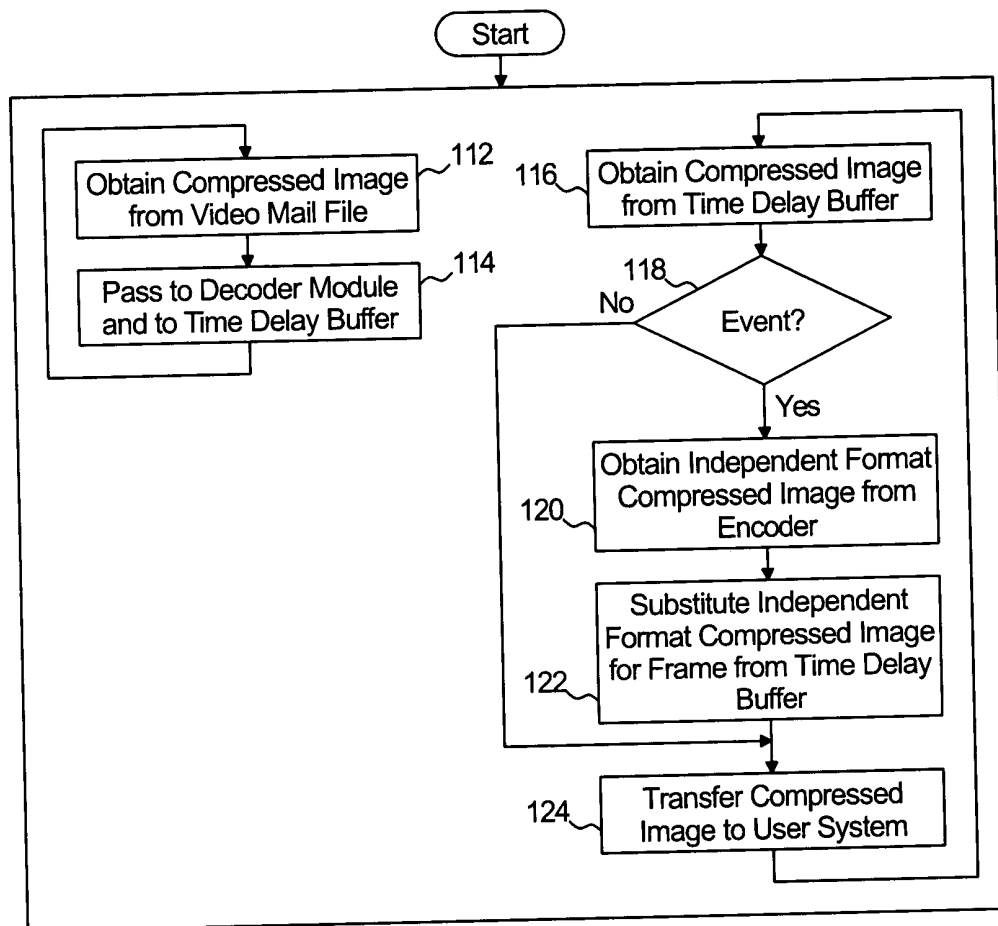 Start
Obtain Compressed Image
from Video Mail File
112
Pass to Decoder Module
and to Time Delay Buffer
114
116
Obtain Compressed Image
from Time Delay Buffer
118
No
Event?
Yes
Obtain Independent Format
Compressed Image from
Encoder
120
Substitute Independent
Format Compressed Image
for Frame from Time Delay
Buffer
122
124
Transfer Compressed
Image to User System